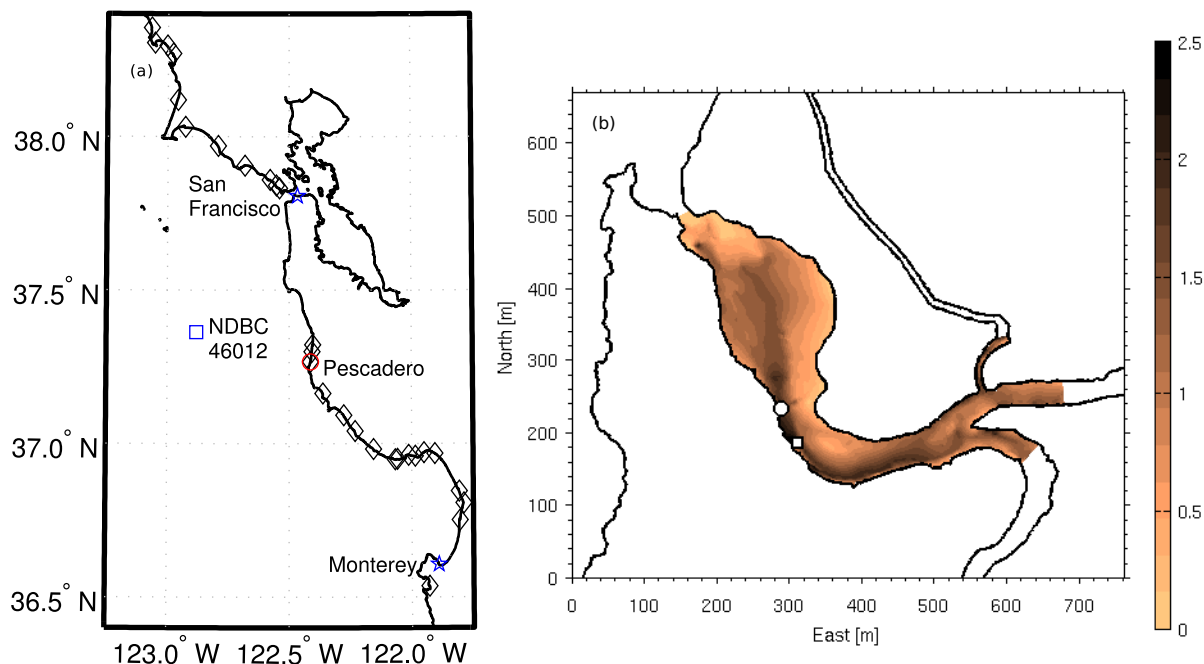 (a)
38.0° N
37.5° N
37.0° N
36.5° N
123.0° W
122.5° W
122.0° W
San
Francisco
NDBC
46012
Pescadero
Monterey
(b)
North [m]
600
500
400
300
200
100
0
0
100
200
300
400
500
600
700
East [m]
2.5
2
1.5
1
0.5
0